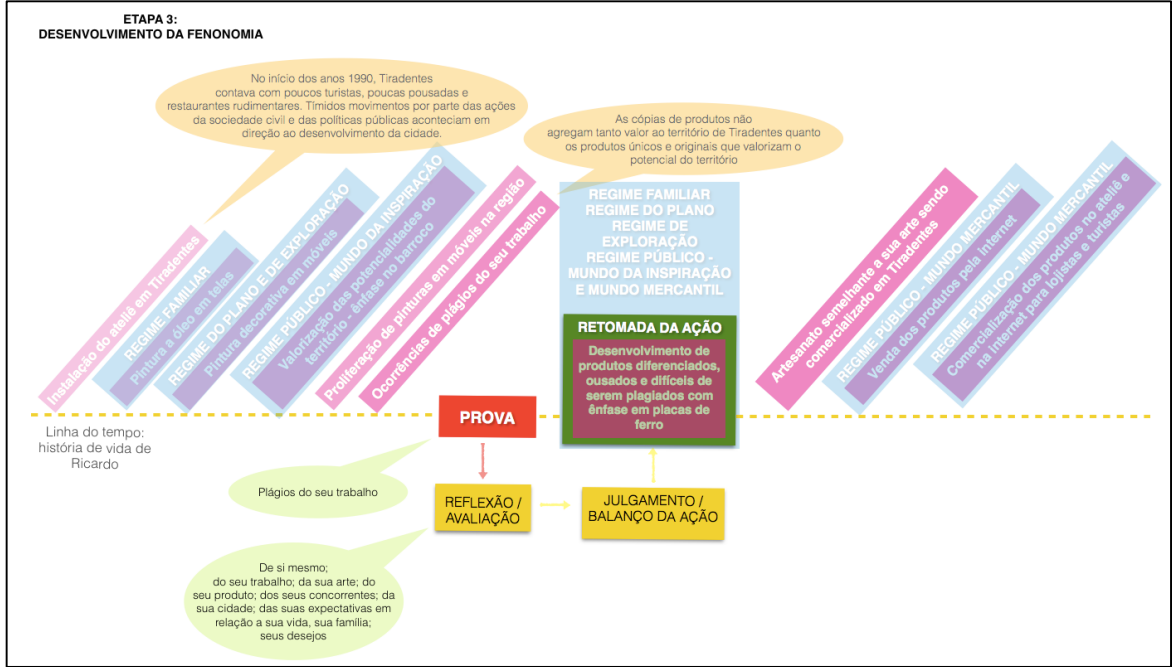 ETAPA 3:
DESENVOLVIMENTO DA FENONOMIA
No início dos anos 1990, Tiradentes
contava com poucos turistas, poucas pousadas e
restaurantes rudimentares. Tímidos movimentos por parte das ações
da sociedade civil e das políticas públicas aconteciam em
direção ao desenvolvimento da cidade.
As cópias de produtos não
agregam tanto valor ao território de Tiradentes quanto
os produtos únicos e originais que valorizam o
potencial do território
Instalação do ateliê em Tiradentes
REGIME FAMILIAR
Pintura a óleo em telas
REGIME DO PLANO E DE EXPLORAÇÃO
Pintura decorativa em móveis
REGIME PÚBLICO - MUNDO DA INSPIRAÇÃO
Valorização das potencialidades do
território - ênfase no barroco
Proliferação de pinturas em móveis na região
Ocorrências de plágios do seu trabalho
REGIME FAMILIAR
REGIME DO PLANO
REGIME DE
EXPLORAÇÃO
REGIME PÚBLICO -
MUNDO DA INSPIRAÇÃO
E MUNDO MERCANTIL
RETOMADA DA AÇÃO
Desenvolvimento de
produtos diferenciados,
ousados e difíceis de
serem plagiados com
ênfase em placas de
ferro
Artesanato semelhante a sua arte sendo
comercializado em Tiradentes
REGIME PÚBLICO - MUNDO MERCANTIL
Venda dos produtos pela internet
REGIME PÚBLICO - MUNDO MERCANTIL
Comercialização dos produtos no ateliê e
na Internet para lojistas e turistas
Linha do tempo:
história de vida de
Ricardo
PROVA
Plágios do seu trabalho
REFLEXÃO /
AVALIAÇÃO
JULGAMENTO /
BALANÇO DA AÇÃO
De si mesmo;
do seu trabalho; da sua arte; do
seu produto; dos seus concorrentes; da
sua cidade; das suas expectativas em
relação a sua vida, sua família;
seus desejos